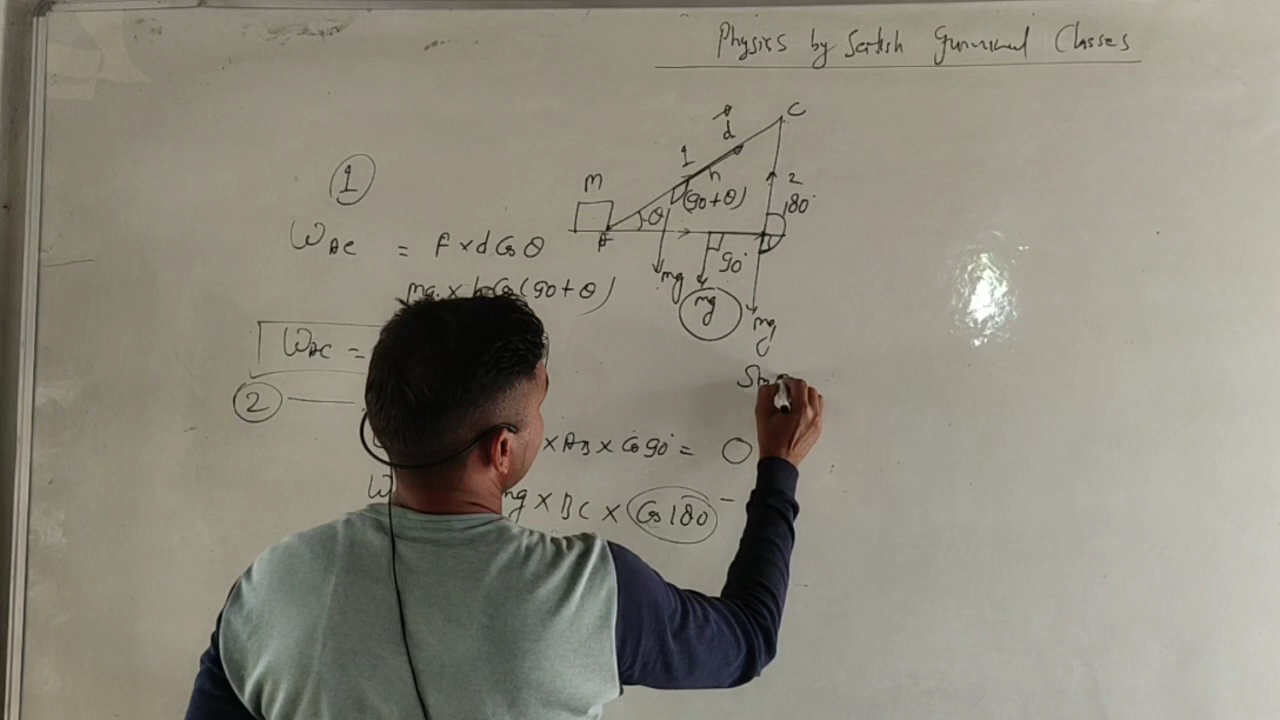 Physics by Satish Gurukul Classes
C
d
1
h
M
2
(90+θ)
180°
θ
①
A
W_AC = F × d Cos θ
90°
mg
mg
mg × h Cos (90+θ)
mg
W_AC =
②
× AB × Cos 90° = 0
W
mg × BC × Cos 180° -